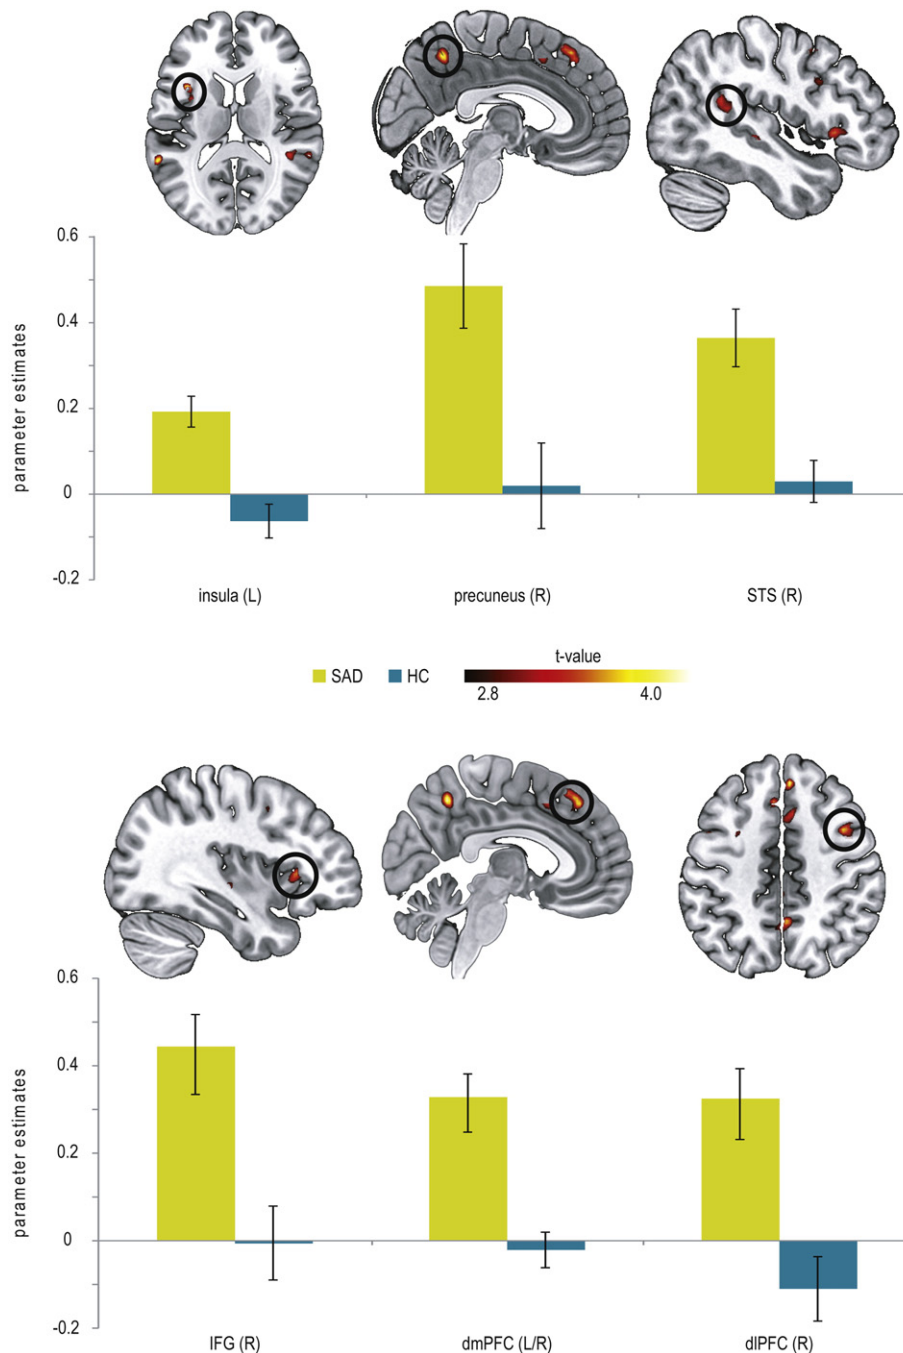 0.6
0.4
0.2
0
-0.2
parameter estimates
insula (L) precuneus (R) STS (R)
SAD HC t-value
2.8 4.0
0.6
0.4
0.2
0
-0.2
parameter estimates
IFG (R) dmPFC (L/R) dlPFC (R)